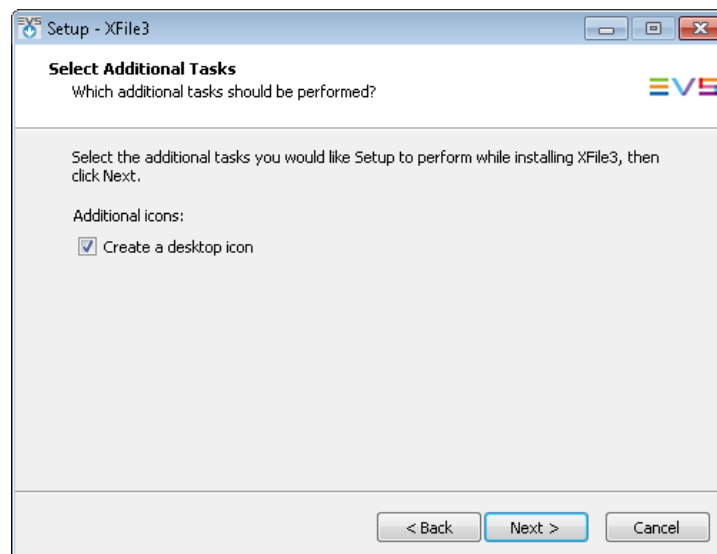 EVS
Setup - XFile3
Select Additional Tasks
Which additional tasks should be performed?
EVS
Select the additional tasks you would like Setup to perform while installing XFile3, then
click Next.
Additional icons:
Create a desktop icon
< Back
Next >
Cancel